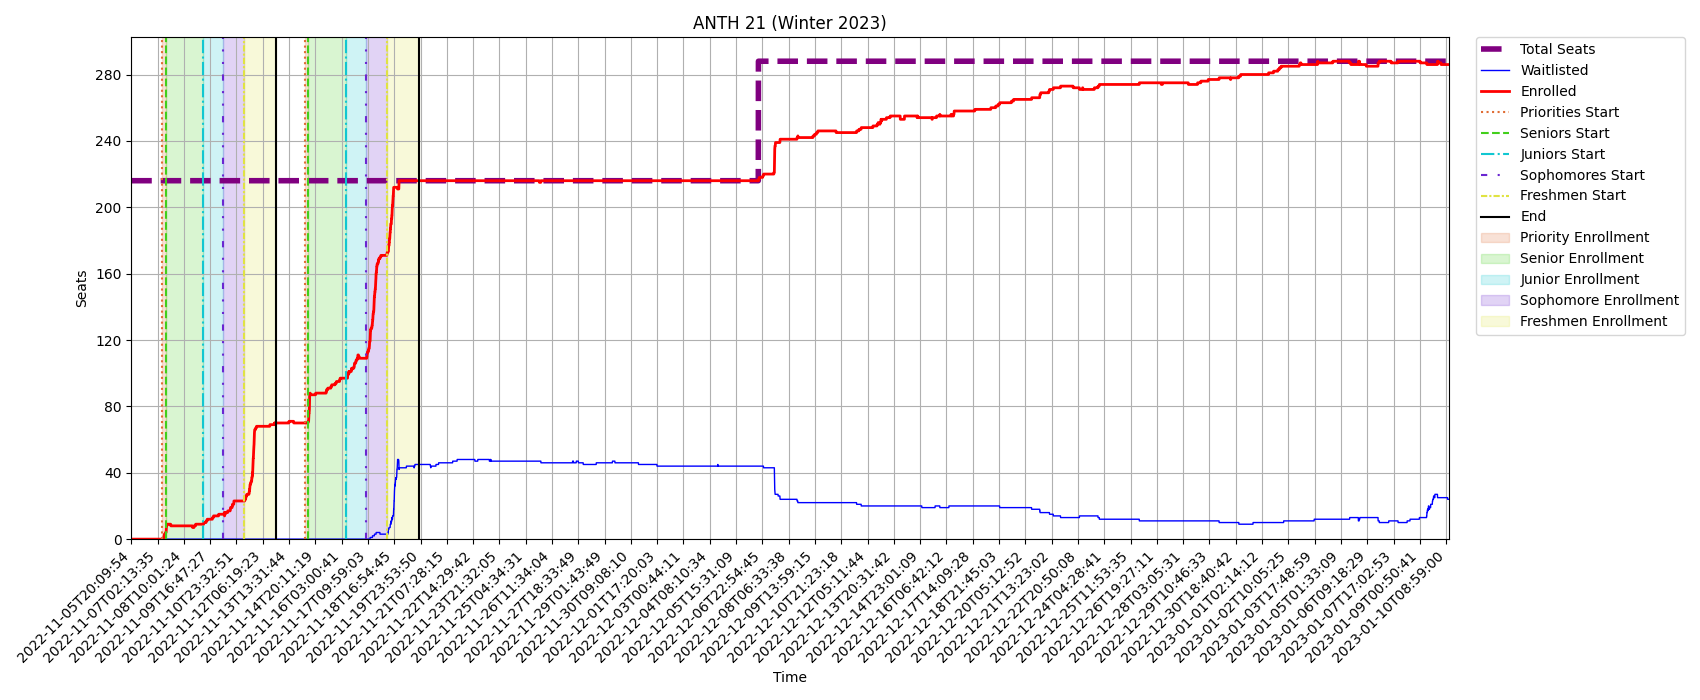 ANTH 21 (Winter 2023)
Seats
280
240
200
160
120
80
40
0
2022-11-05T20:09:54
2022-11-07T02:13:35
2022-11-08T10:01:24
2022-11-09T16:47:27
2022-11-10T23:32:51
2022-11-12T06:19:23
2022-11-13T13:31:44
2022-11-14T20:11:19
2022-11-16T03:00:41
2022-11-17T09:59:03
2022-11-18T16:54:45
2022-11-19T23:53:50
2022-11-21T07:28:15
2022-11-22T14:29:42
2022-11-23T21:32:05
2022-11-25T04:34:31
2022-11-26T11:34:04
2022-11-27T18:33:49
2022-11-29T01:43:49
2022-11-30T09:08:10
2022-12-01T17:20:03
2022-12-03T00:44:11
2022-12-04T08:10:34
2022-12-05T15:31:09
2022-12-06T22:54:45
2022-12-08T06:33:38
2022-12-09T13:59:15
2022-12-10T21:23:18
2022-12-12T05:11:44
2022-12-13T20:31:42
2022-12-14T23:01:09
2022-12-16T06:42:12
2022-12-17T14:09:28
2022-12-18T21:45:03
2022-12-20T05:12:52
2022-12-21T13:23:02
2022-12-22T20:50:08
2022-12-24T04:28:41
2022-12-25T11:53:35
2022-12-26T19:27:11
2022-12-28T03:05:31
2022-12-29T10:46:33
2022-12-30T18:40:42
2023-01-01T02:14:12
2023-01-02T10:05:25
2023-01-03T17:48:59
2023-01-05T01:33:09
2023-01-06T09:18:29
2023-01-07T17:02:53
2023-01-09T00:50:41
2023-01-10T08:59:00
Time
Total Seats
Waitlisted
Enrolled
Priorities Start
Seniors Start
Juniors Start
Sophomores Start
Freshmen Start
End
Priority Enrollment
Senior Enrollment
Junior Enrollment
Sophomore Enrollment
Freshmen Enrollment